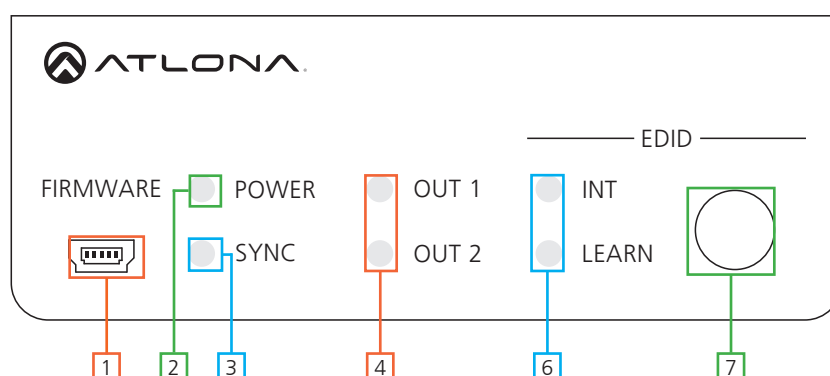 ATLONA.
EDID
FIRMWARE POWER OUT 1 INT
SYNC OUT 2 LEARN
1 2 3 4 6 7